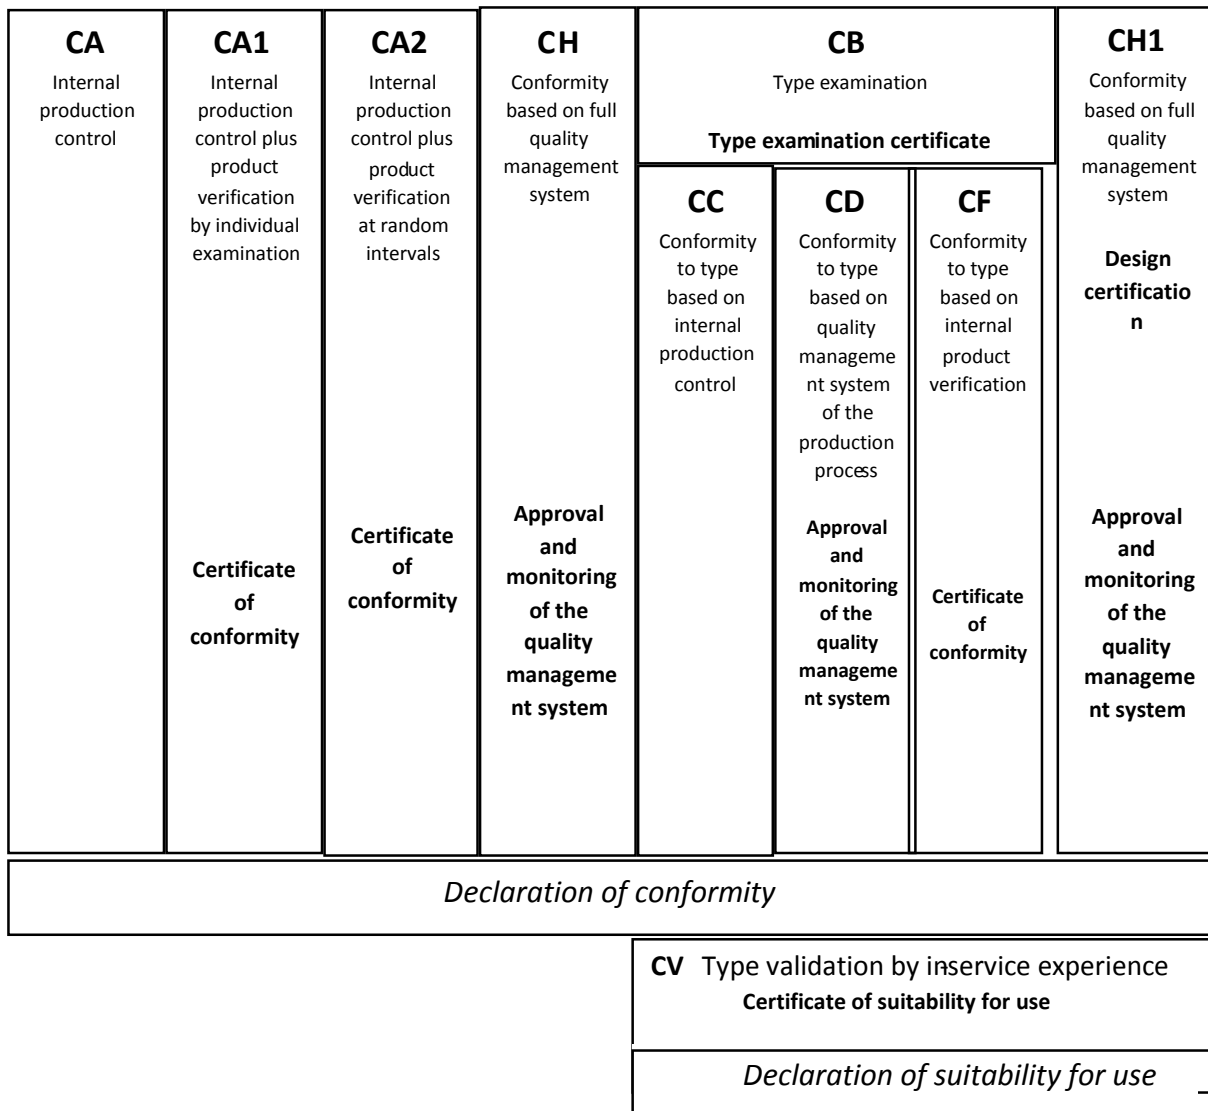 CA
Internal
production
control
CA1
Internal
production
control plus
product
verification
by individual
examination
Certificate
of
conformity
CA2
Internal
production
control plus
product
verification
at random
intervals
Certificate
of
conformity
CH
Conformity
based on full
quality
management
system
Approval
and
monitoring
of the
quality
manageme
nt system
CB
Type examination
Type examination certificate
CC
Conformity
to type
based on
internal
production
control
CD
Conformity
to type
based on
quality
manageme
nt system
of the
production
process
Approval
and
monitoring
of the
quality
manageme
nt system
CF
Conformity
to type
based on
internal
product
verification
Certificate
of
conformity
CH1
Conformity
based on full
quality
management
system
Design
certificatio
n
Approval
and
monitoring
of the
quality
manageme
nt system
Declaration of conformity
CV Type validation by in-service experience
Certificate of suitability for use
Declaration of suitability for use